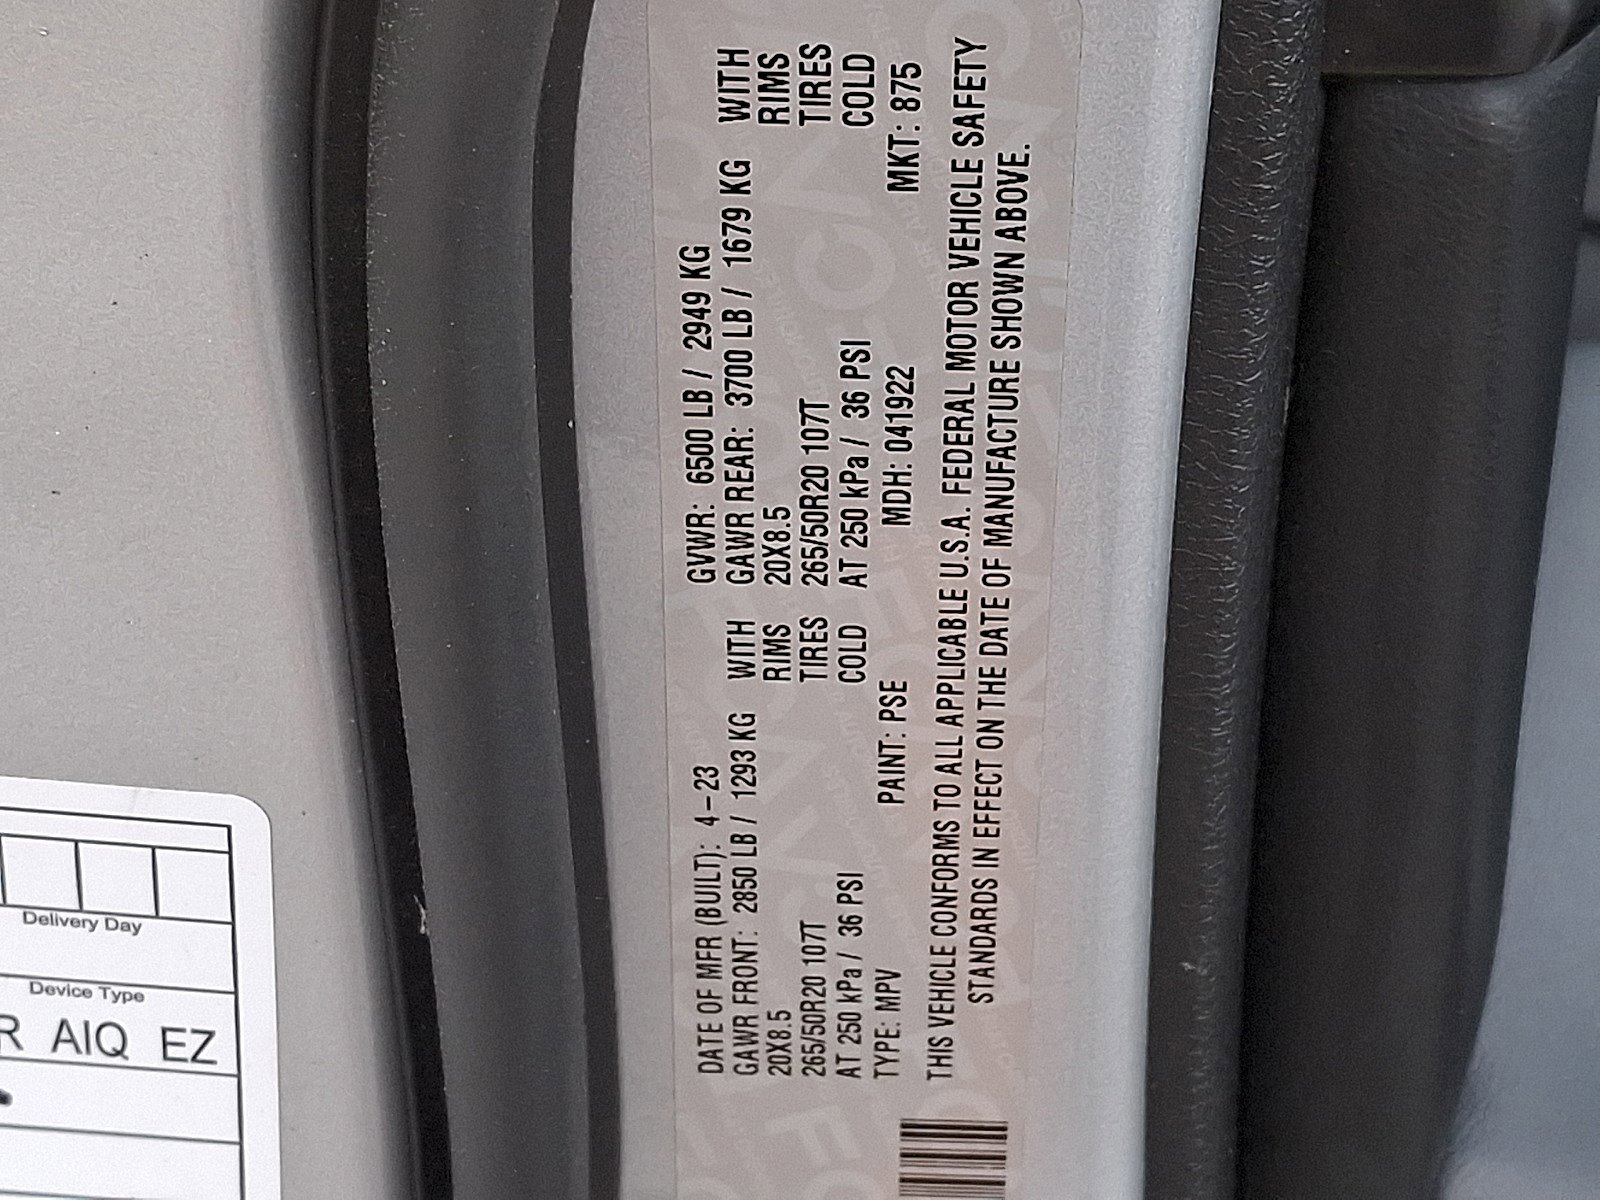 DATE OF MFR (BUILT): 4-23 GVWR: 6500 LB / 2949 KG
GAWR FRONT: 2850 LB / 1293 KG WITH GAWR REAR: 3700 LB / 1679 KG WITH
20X8.5 RIMS 20X8.5 RIMS
265/50R20 107T TIRES 265/50R20 107T TIRES
AT 250 kPa / 36 PSI COLD AT 250 kPa / 36 PSI COLD
TYPE: MPV PAINT: PSE MDH: 041922 MKT: 875
THIS VEHICLE CONFORMS TO ALL APPLICABLE U.S.A. FEDERAL MOTOR VEHICLE SAFETY
STANDARDS IN EFFECT ON THE DATE OF MANUFACTURE SHOWN ABOVE.
Delivery Day
Device Type
R AIQ EZ